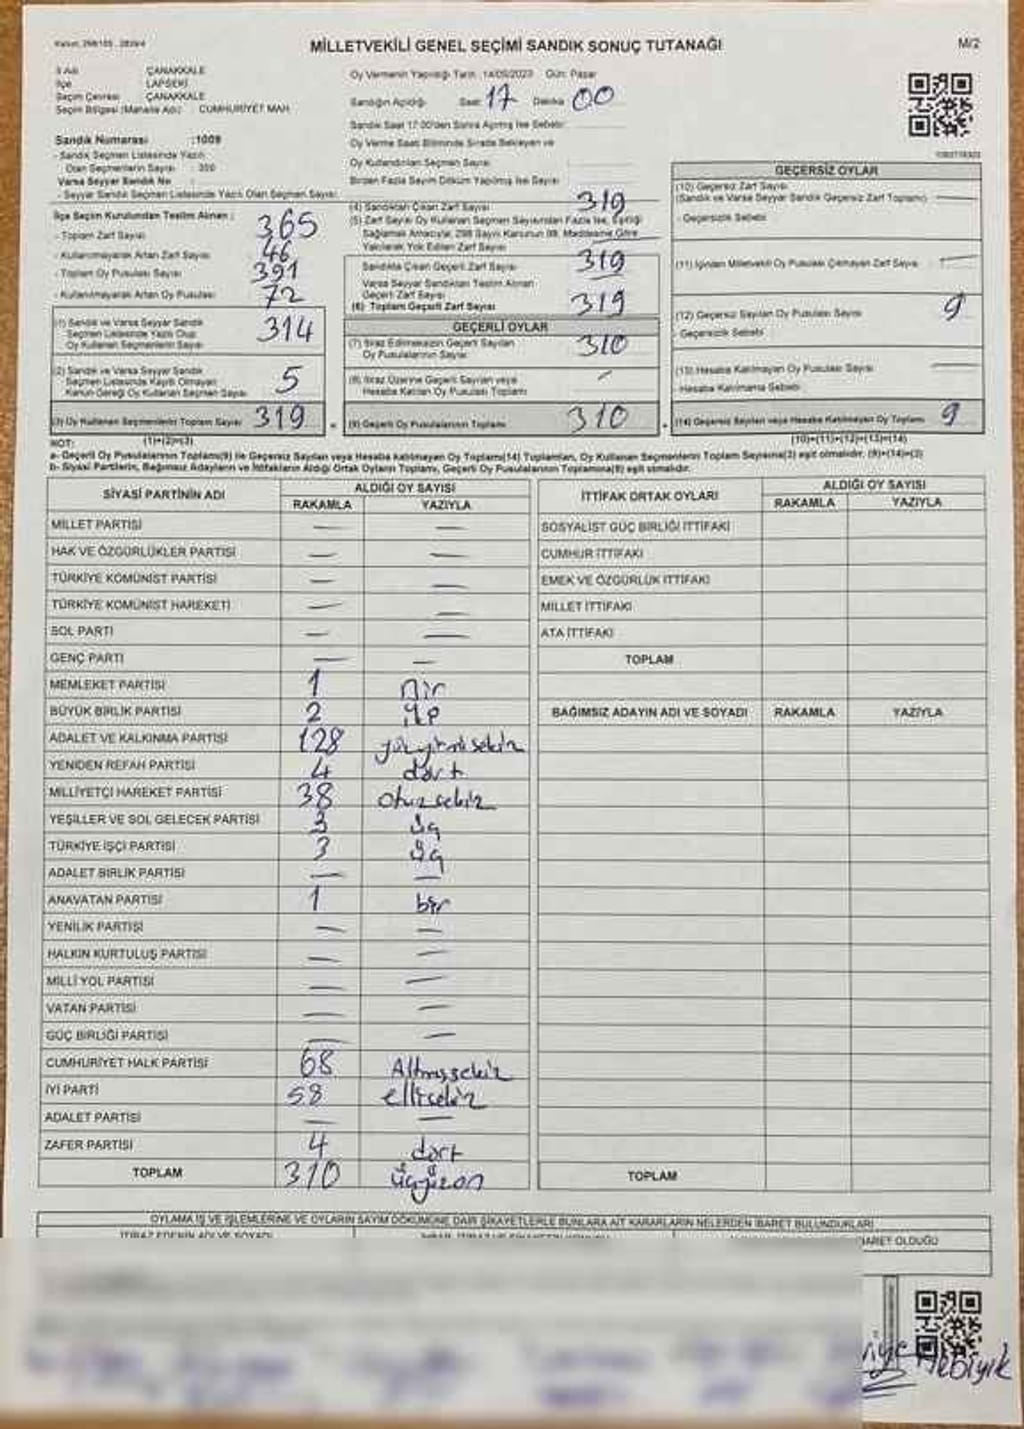 MİLLETVEKİLİ GENEL SEÇİMİ SANDIK SONUÇ TUTANAĞI
M/2
İl Adı ÇANAKKALE
İlçe LAPSEKİ
Seçim Çevresi ÇANAKKALE
Seçim Bölgesi (Mahalle Adı) : CUMHURİYET MAH.
Oy Vermenin Yapıldığı Tarih : 14/05/2023 Gün: Pazar
Sandığın Açıldığı Saat 17 Dakika 00
Sandık Saat 17:00'den Sonra Açılmış İse Sebebi:
Oy Verme Saati Bitiminde Sırada Bekleyen ve
Oy Kullandırılan Seçmen Sayısı
Birden Fazla Sayım Döküm Yapılmış İse Sayısı
Sandık Numarası :1009
- Sandık Seçmen Listesinde Yazılı
Olan Seçmenlerin Sayısı
Varsa Seyyar Sandık No
- Seyyar Sandık Seçmen Listesinde Yazılı Olan Seçmen Sayısı
İlçe Seçim Kurulundan Teslim Alınan :
- Toplam Zarf Sayısı 365
- Kullanılmayarak Artan Zarf Sayısı 46
- Toplam Oy Pusulası Sayısı 391
- Kullanılmayarak Artan Oy Pusulası 72
(1) Sandık ve Varsa Seyyar Sandık
Seçmen Listesinde Yazılı Olup
Oy Kullanan Seçmenlerin Sayısı 314
(2) Sandık ve Varsa Seyyar Sandık
Seçmen Listesinde Kayıtlı Olmayan
Kanun Gereği Oy Kullanan Seçmen Sayısı 5
(3) Oy Kullanan Seçmenlerin Toplam Sayısı 319
(1)+(2)=(3)
(4) Sandıktan Çıkan Zarf Sayısı 319
(5) Zarf Sayısı Oy Kullanan Seçmen Sayısından Fazla İse, Eşitliği
Sağlamak Amacıyla, 298 Sayılı Kanunun 98. Maddesine Göre
Yakılarak Yok Edilen Zarf Sayısı
Sandıkta Çıkan Geçerli Zarf Sayısı 319
Varsa Seyyar Sandıktan Teslim Alınan
Geçerli Zarf Sayısı
(6) Toplam Geçerli Zarf Sayısı 319
GEÇERLİ OYLAR
(7) İtiraz Edilmeksizin Geçerli Sayılan
Oy Pusulalarının Sayısı 310
(8) İtiraz Üzerine Geçerli Sayılan veya
Hesaba Katılan Oy Pusulası Toplamı
(9) Geçerli Oy Pusulalarının Toplamı 310
GEÇERSİZ OYLAR
(10) Geçersiz Zarf Sayısı
(Sandık ve Varsa Seyyar Sandık Geçersiz Zarf Toplamı)
- Geçersizlik Sebebi
(11) İçinden Milletvekili Oy Pusulası Çıkmayan Zarf Sayısı
(12) Geçersiz Sayılan Oy Pusulası Sayısı 9
- Geçersizlik Sebebi
(13) Hesaba Katılmayan Oy Pusulası Sayısı
- Hesaba Katılmama Sebebi
(14) Geçersiz Sayılan veya Hesaba Katılmayan Oy Toplamı 9
(10)+(11)+(12)+(13)=(14)
NOT:
a- Geçerli Oy Pusulalarının Toplamı(9) ile Geçersiz Sayılan veya Hesaba Katılmayan Oy Toplamı(14) Toplamları, Oy Kullanan Seçmenlerin Toplam Sayısına(3) eşit olmalıdır. (9)+(14)=(3)
b- Siyasi Partilerin, Bağımsız Adayların ve İttifakların Aldığı Ortak Oyların Toplamı, Geçerli Oy Pusulalarının Toplamına(9) eşit olmalıdır.
SİYASİ PARTİNİN ADI ALDIĞI OY SAYISI
RAKAMLA YAZIYLA
MİLLET PARTİSİ — —
HAK VE ÖZGÜRLÜKLER PARTİSİ — —
TÜRKİYE KOMÜNİST PARTİSİ — —
TÜRKİYE KOMÜNİST HAREKETİ — —
SOL PARTİ — —
GENÇ PARTİ — —
MEMLEKET PARTİSİ 1 Bir
BÜYÜK BİRLİK PARTİSİ 2
ADALET VE KALKINMA PARTİSİ 128 yüzyirmisekiz
YENİDEN REFAH PARTİSİ 4 dört
MİLLİYETÇİ HAREKET PARTİSİ 38 otuzsekiz
YEŞİLLER VE SOL GELECEK PARTİSİ 3 üç
TÜRKİYE İŞÇİ PARTİSİ 3 üç
ADALET BİRLİK PARTİSİ — —
ANAVATAN PARTİSİ 1 bir
YENİLİK PARTİSİ — —
HALKIN KURTULUŞ PARTİSİ — —
MİLLİ YOL PARTİSİ — —
VATAN PARTİSİ — —
GÜÇ BİRLİĞİ PARTİSİ — —
CUMHURİYET HALK PARTİSİ 68 Altmışsekiz
İYİ PARTİ 58 ellisekiz
ADALET PARTİSİ — —
ZAFER PARTİSİ 4 dört
TOPLAM 310 üçyüzon
İTTİFAK ORTAK OYLARI ALDIĞI OY SAYISI
RAKAMLA YAZIYLA
SOSYALİST GÜÇ BİRLİĞİ İTTİFAKI
CUMHUR İTTİFAKI
EMEK VE ÖZGÜRLÜK İTTİFAKI
MİLLET İTTİFAKI
ATA İTTİFAKI
TOPLAM
BAĞIMSIZ ADAYIN ADI VE SOYADI RAKAMLA YAZIYLA
TOPLAM
OYLAMA İŞ VE İŞLEMLERİNE VE OYLARIN SAYIM DÖKÜMÜNE DAİR ŞİKAYETLERLE BUNLARA AİT KARARLARIN NELERDEN İBARET BULUNDUKLARI
İTİRAZ EDENİN ADI VE SOYADI
İBARET OLDUĞU